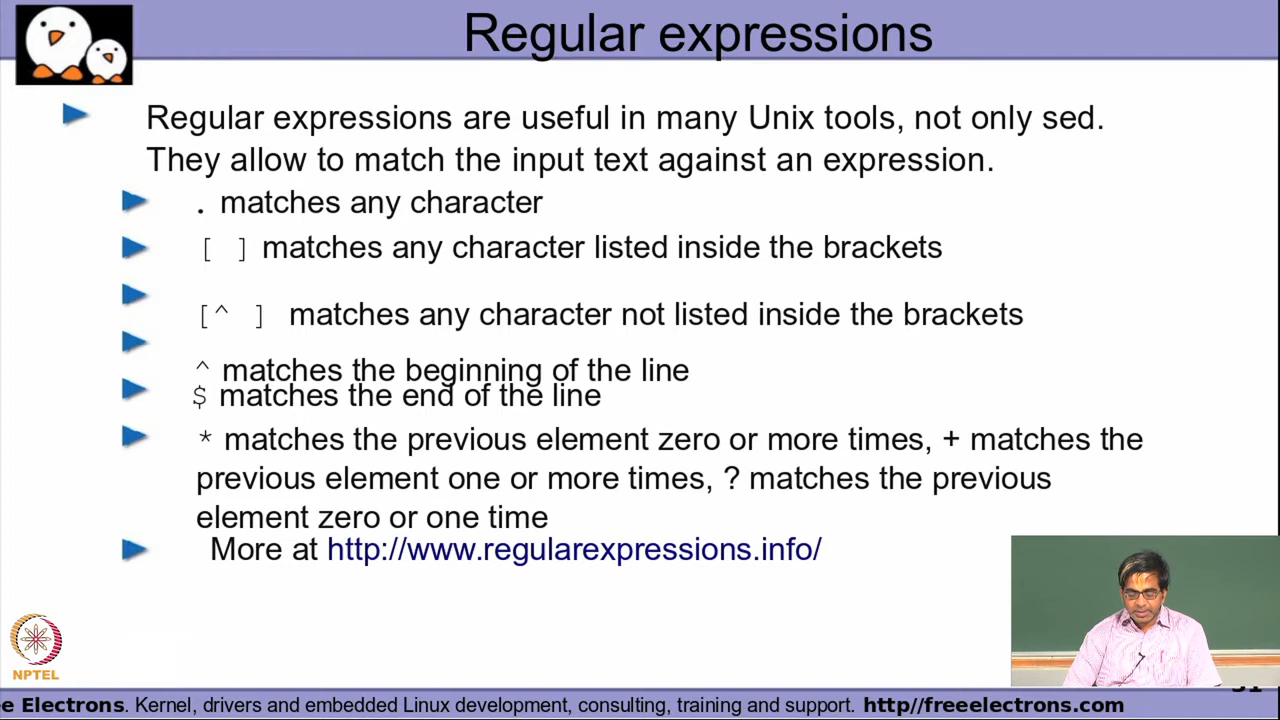 Regular expressions
Regular expressions are useful in many Unix tools, not only sed.
They allow to match the input text against an expression.
. matches any character
[ ] matches any character listed inside the brackets
[^ ] matches any character not listed inside the brackets
^ matches the beginning of the line
$ matches the end of the line
* matches the previous element zero or more times, + matches the
previous element one or more times, ? matches the previous
element zero or one time
More at http://www.regularexpressions.info/
NPTEL
e Electrons. Kernel, drivers and embedded Linux development, consulting, training and support. http//freeelectrons.com